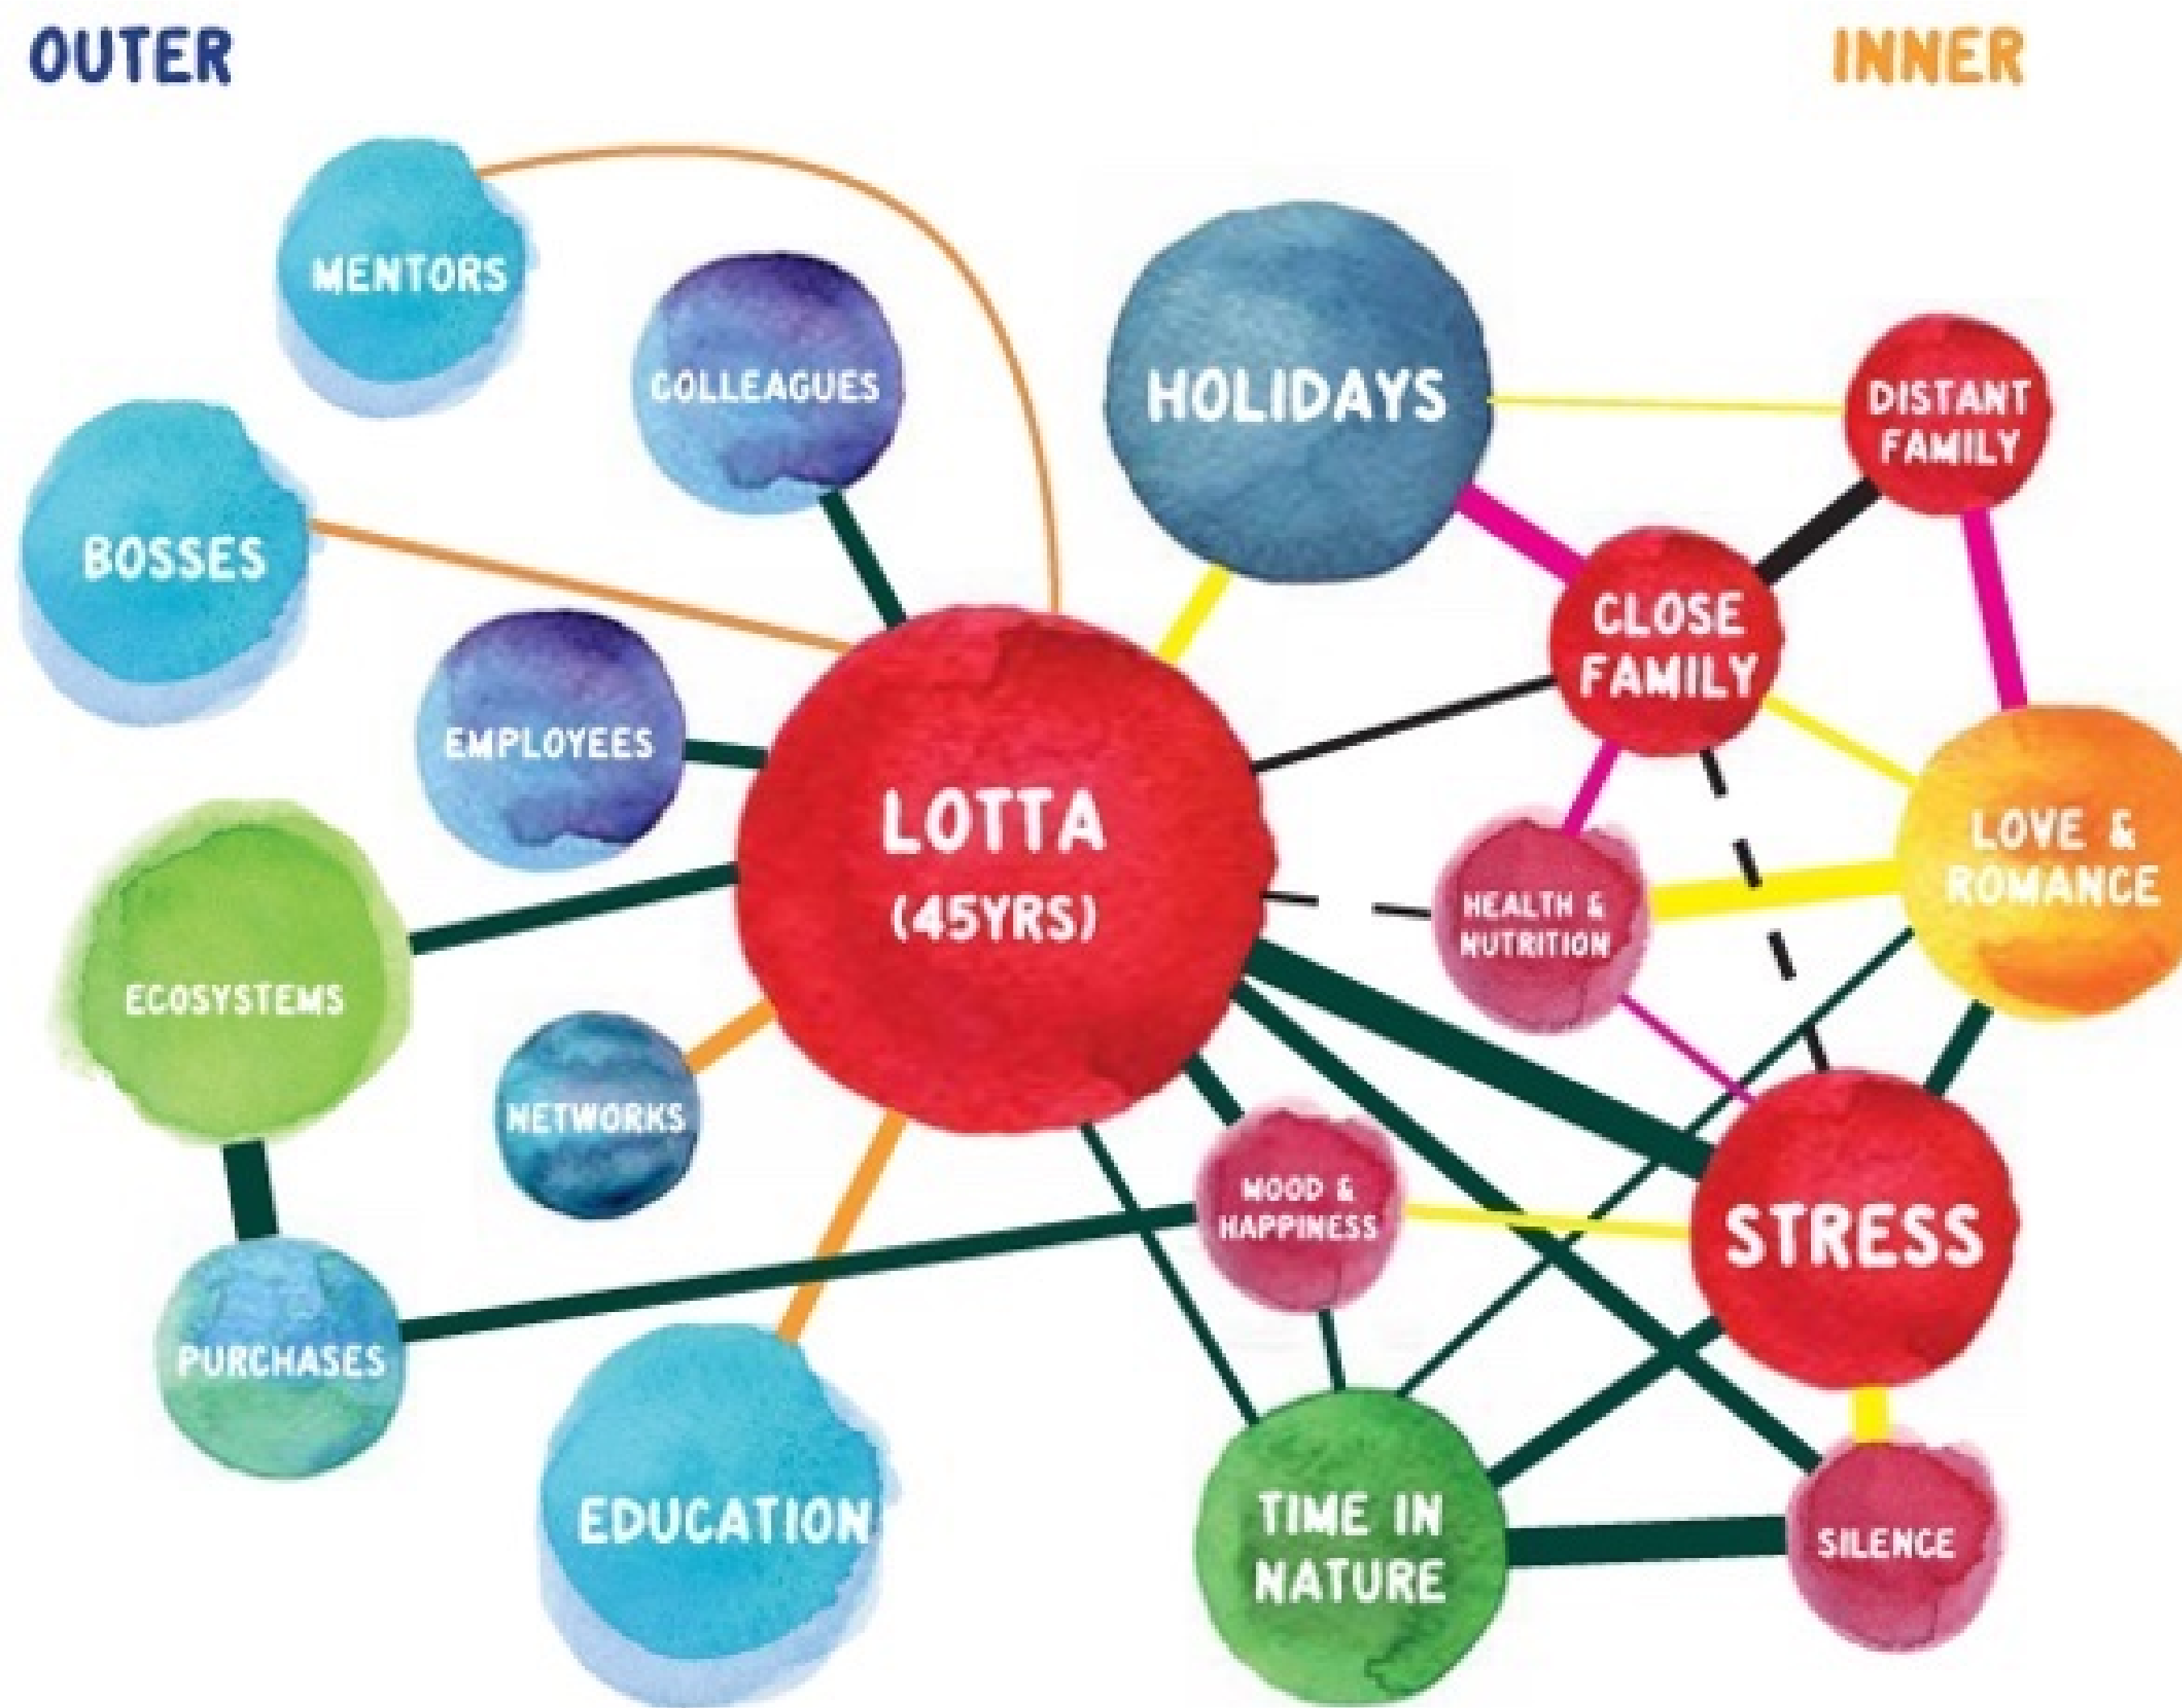 OUTER
INNER
MENTORS
COLLEAGUES
HOLIDAYS
DISTANT
FAMILY
BOSSES
CLOSE
FAMILY
EMPLOYEES
LOTTA
(45YRS)
LOVE &
ROMANCE
HEALTH &
NUTRITION
ECOSYSTEMS
NETWORKS
MOOD &
HAPPINESS
STRESS
PURCHASES
EDUCATION
TIME IN
NATURE
SILENCE